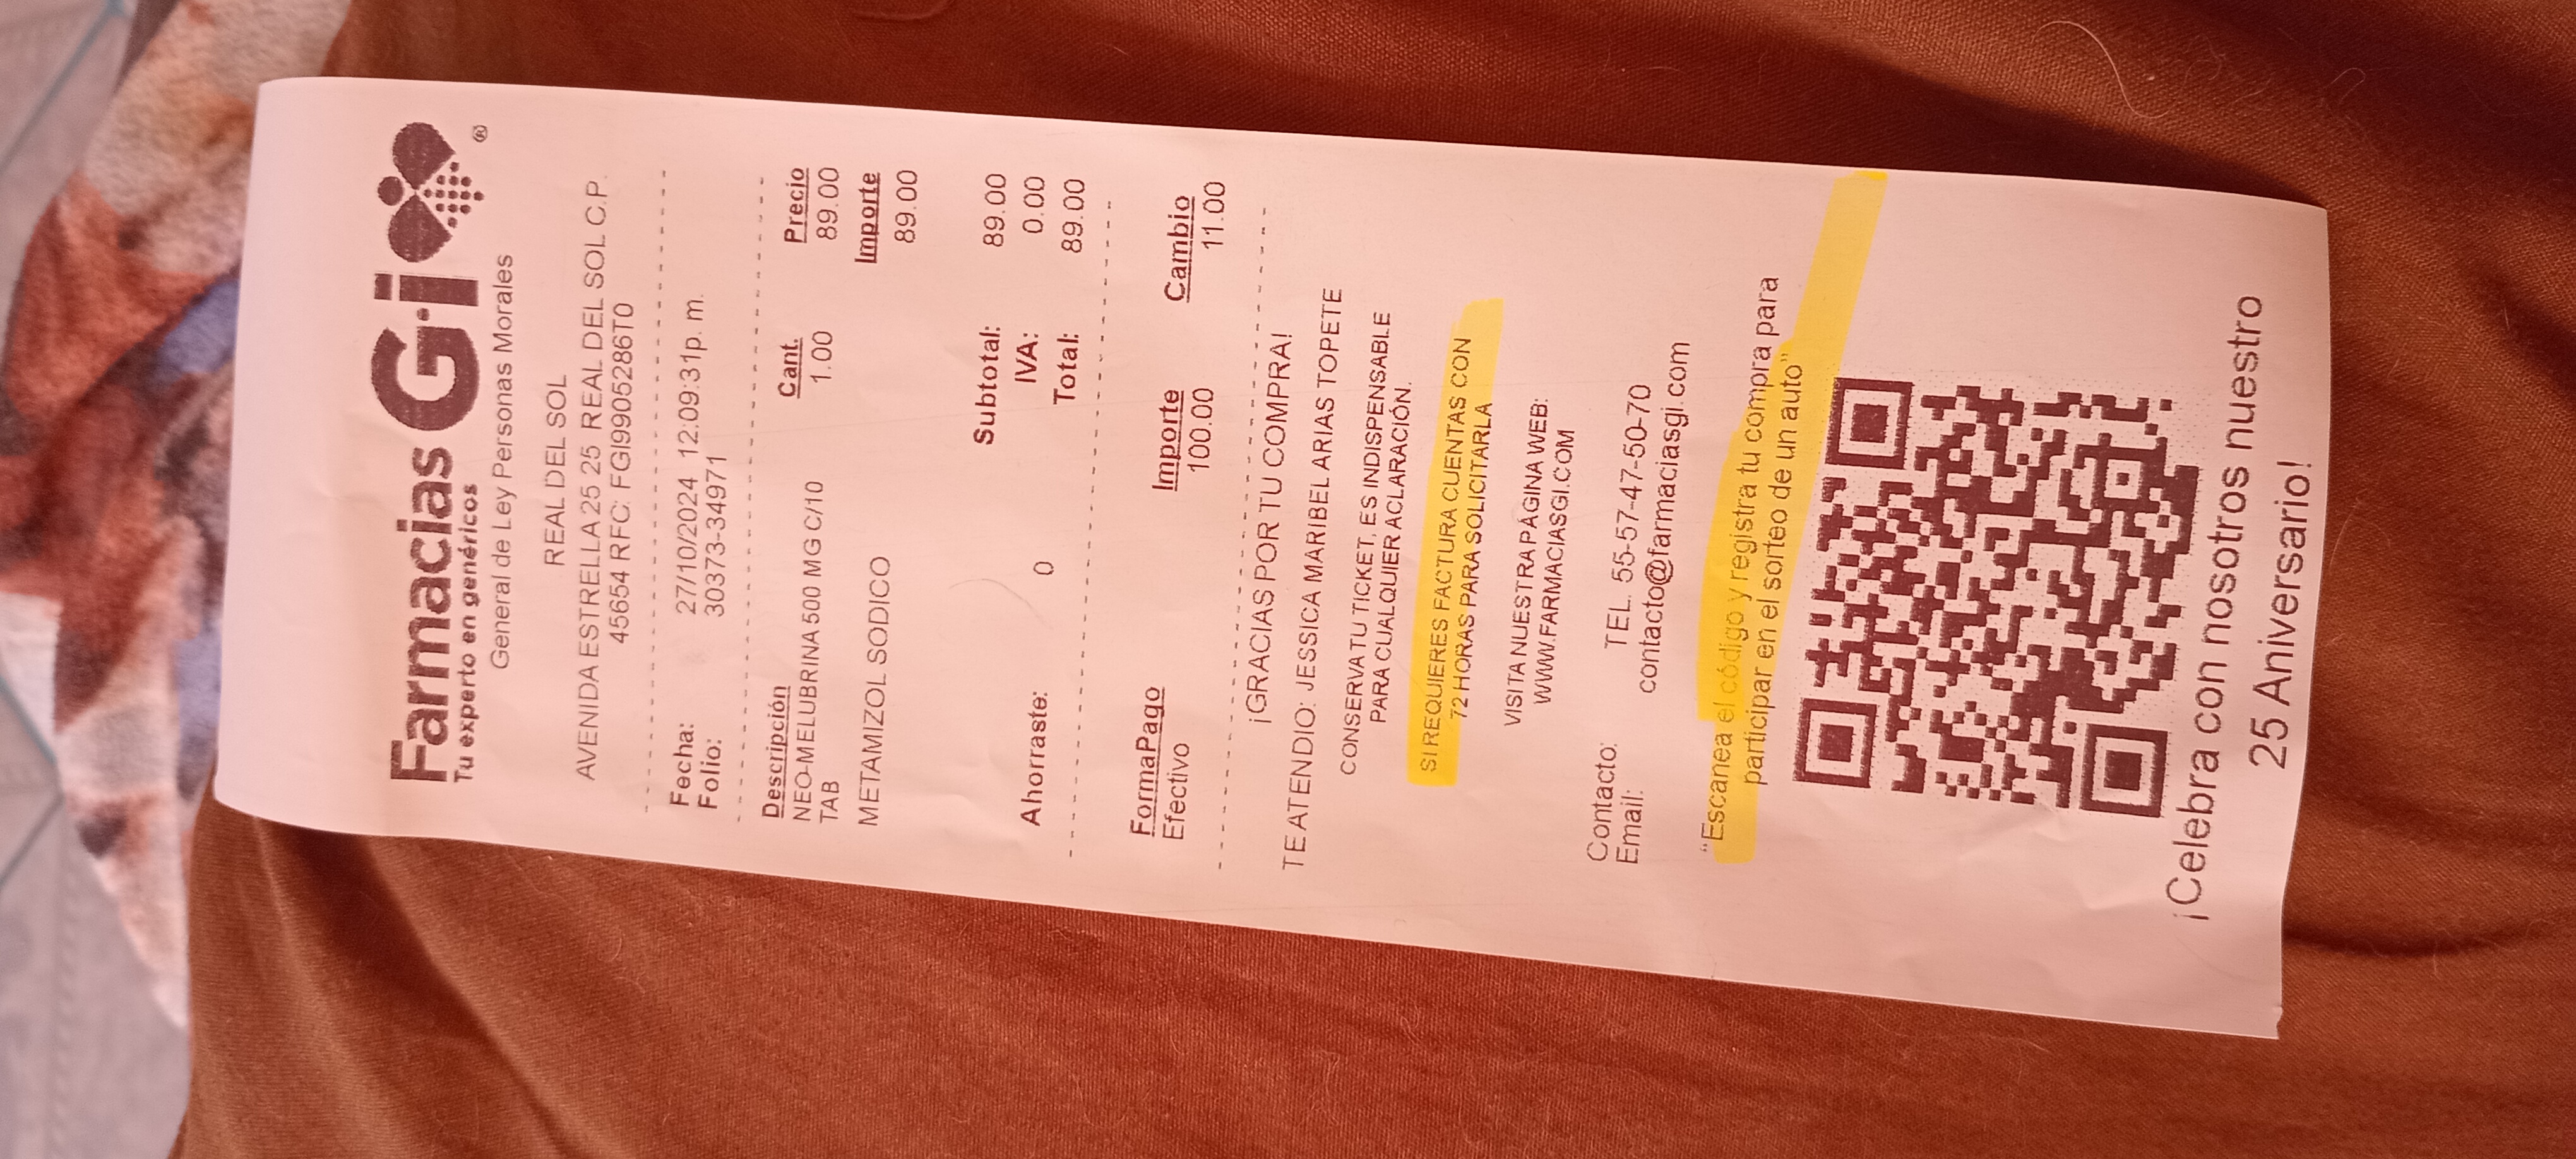 Farmacias G·i ®
Tu experto en genéricos
General de Ley Personas Morales
REAL DEL SOL
AVENIDA ESTRELLA 25 25 REAL DEL SOL C.P.
45654 RFC: FGI9905286T0
Fecha: 27/10/2024 12:09:31p. m.
Folio: 30373-34971
Descripción Cant. Precio
NEO-MELUBRINA 500 MG C/10 1.00 89.00
TAB Importe
METAMIZOL SODICO 89.00
Subtotal: 89.00
IVA: 0.00
Ahorraste: 0 Total: 89.00
FormaPago Importe Cambio
Efectivo 100.00 11.00
¡GRACIAS POR TU COMPRA!
TE ATENDIO: JESSICA MARIBEL ARIAS TOPETE
CONSERVA TU TICKET, ES INDISPENSABLE
PARA CUALQUIER ACLARACIÓN.
SI REQUIERES FACTURA CUENTAS CON
72 HORAS PARA SOLICITARLA
VISITA NUESTRA PÁGINA WEB:
WWW.FARMACIASGI.COM
Contacto: TEL. 55-57-47-50-70
Email: contacto@farmaciasgi.com
“Escanea el código y registra tu compra para
participar en el sorteo de un auto”
¡Celebra con nosotros nuestro
25 Aniversario!